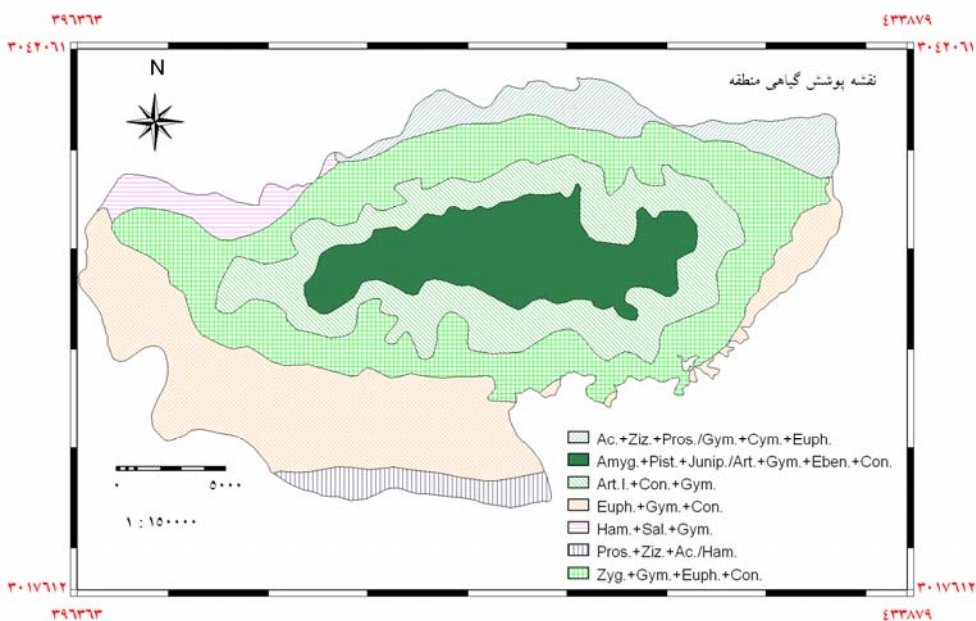 ۳۹۶۳۶۳ ۴۳۳۸۷۹
۳۰۴۲۰۶۱ ۳۰۴۲۰۶۱
N
نقشه پوشش گیاهی منطقه
Ac.+Ziz.+Pros./Gym.+Cym.+Euph.
Amyg.+Pist.+Junip./Art.+Gym.+Eben.+Con.
Art.l.+Con.+Gym.
Euph.+Gym.+Con.
Ham.+Sal.+Gym.
Pros.+Ziz.+Ac./Ham.
Zyg.+Gym.+Euph.+Con.
۰ ۵۰۰۰
۱ : ۱۵۰۰۰۰
۳۰۱۷۶۱۲ ۳۰۱۷۶۱۲
۳۹۶۳۶۳ ۴۳۳۸۷۹